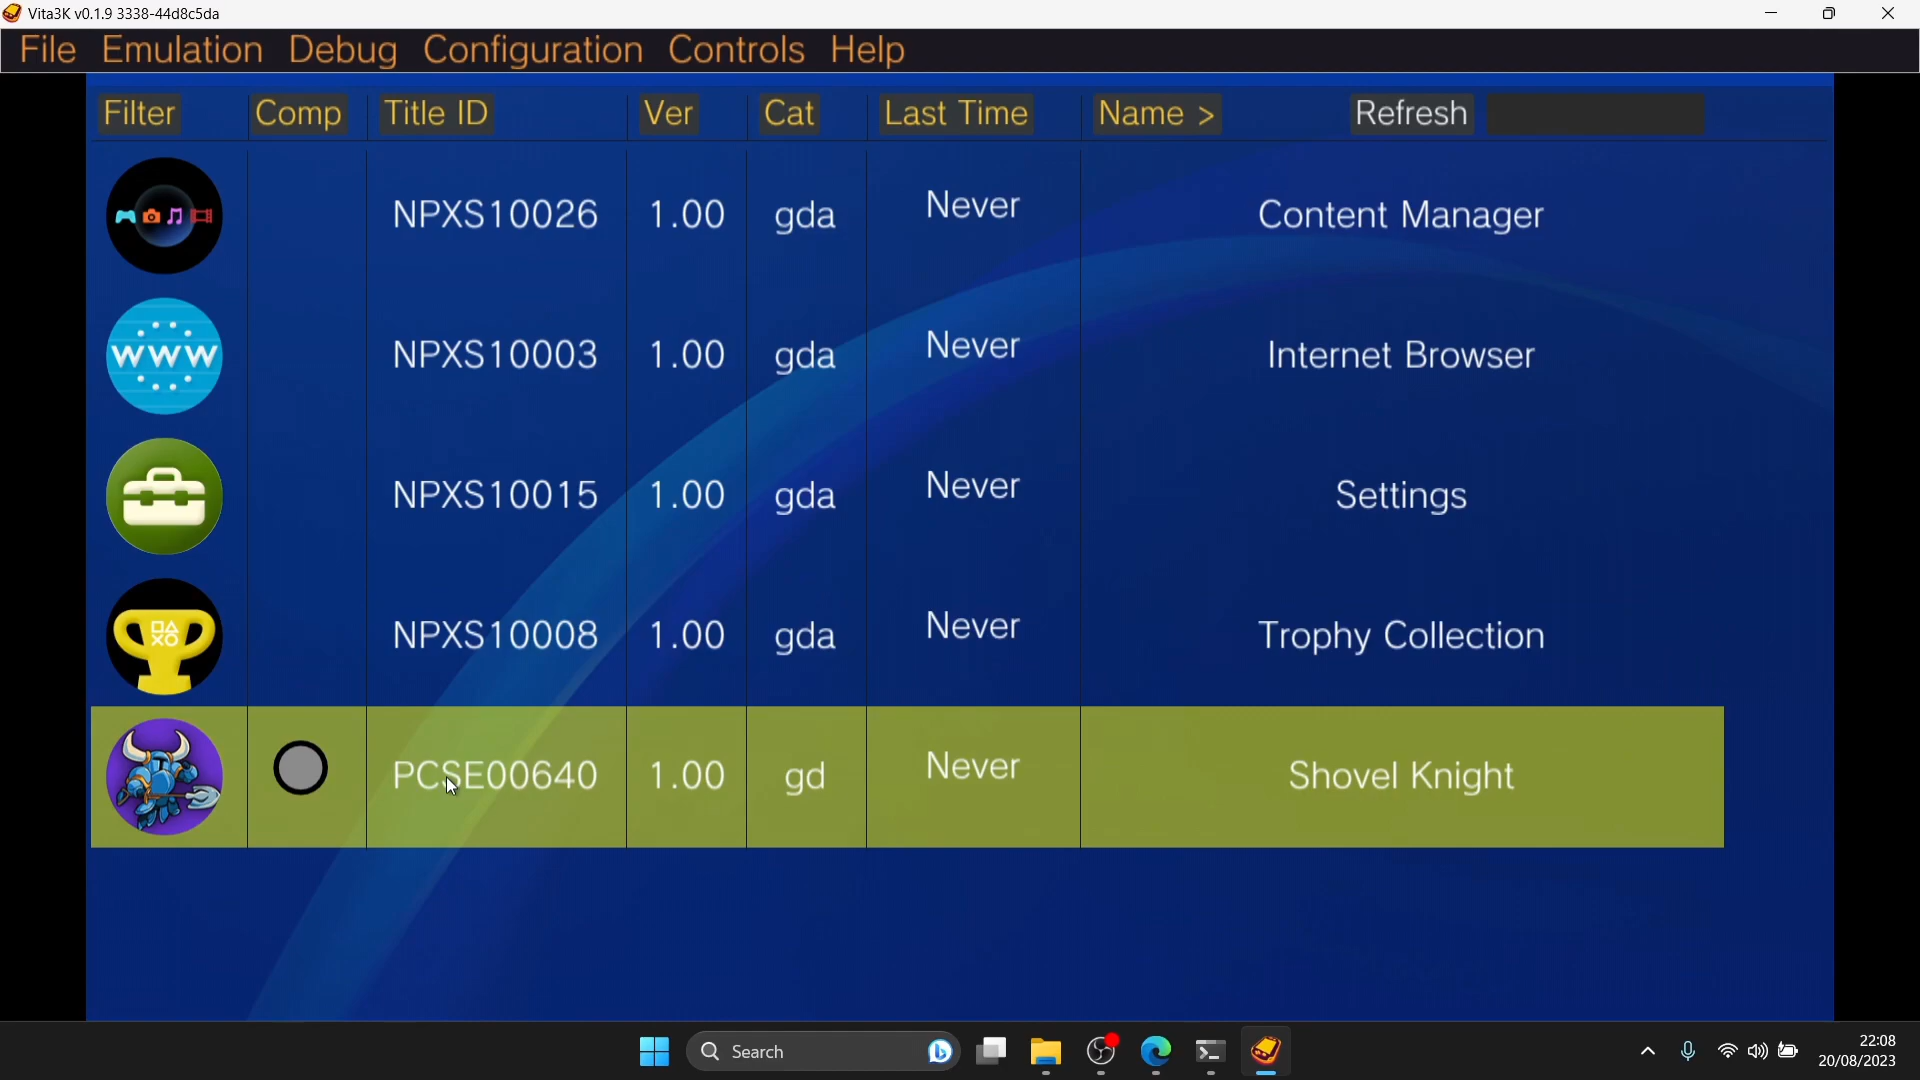 Vita3K v0.1.9 3338-44d8c5da
File Emulation Debug Configuration Controls Help
Filter Comp Title ID Ver Cat Last Time Name > Refresh
NPXS10026 1.00 gda Never Content Manager
WWW NPXS10003 1.00 gda Never Internet Browser
NPXS10015 1.00 gda Never Settings
NPXS10008 1.00 gda Never Trophy Collection
PCSE00640 1.00 gd Never Shovel Knight
Search
22:08
20/08/2023